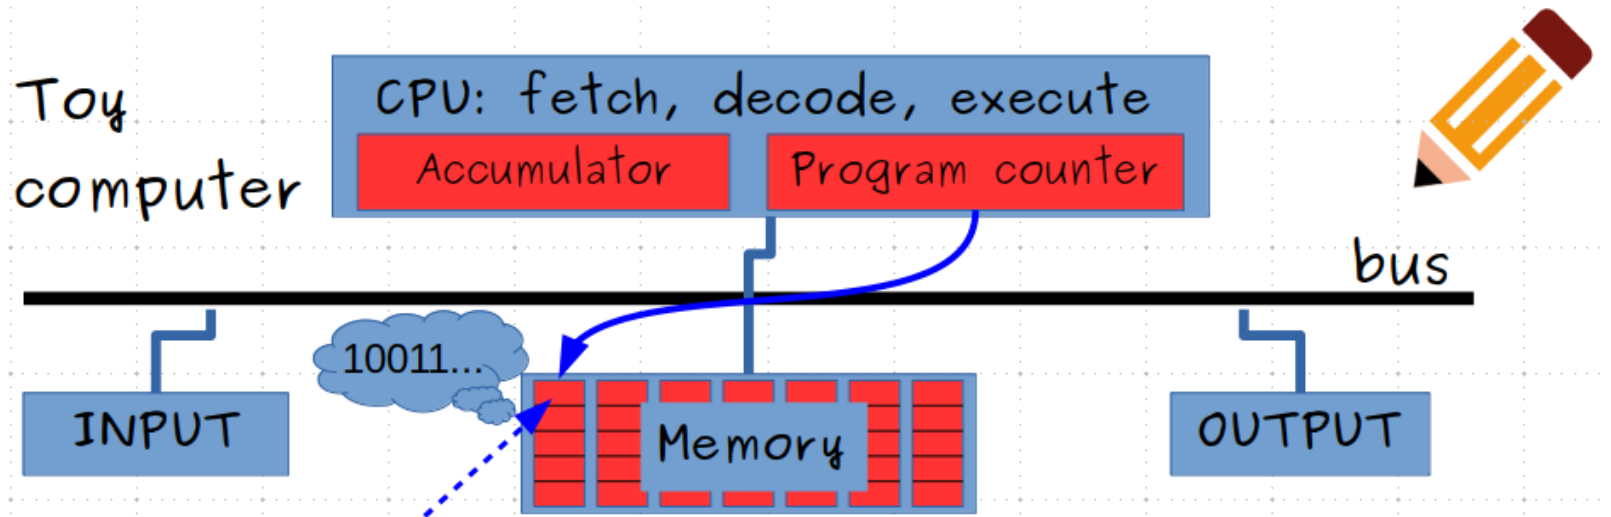 Toy
computer
CPU: fetch, decode, execute
Accumulator
Program counter
bus
10011...
INPUT
Memory
OUTPUT